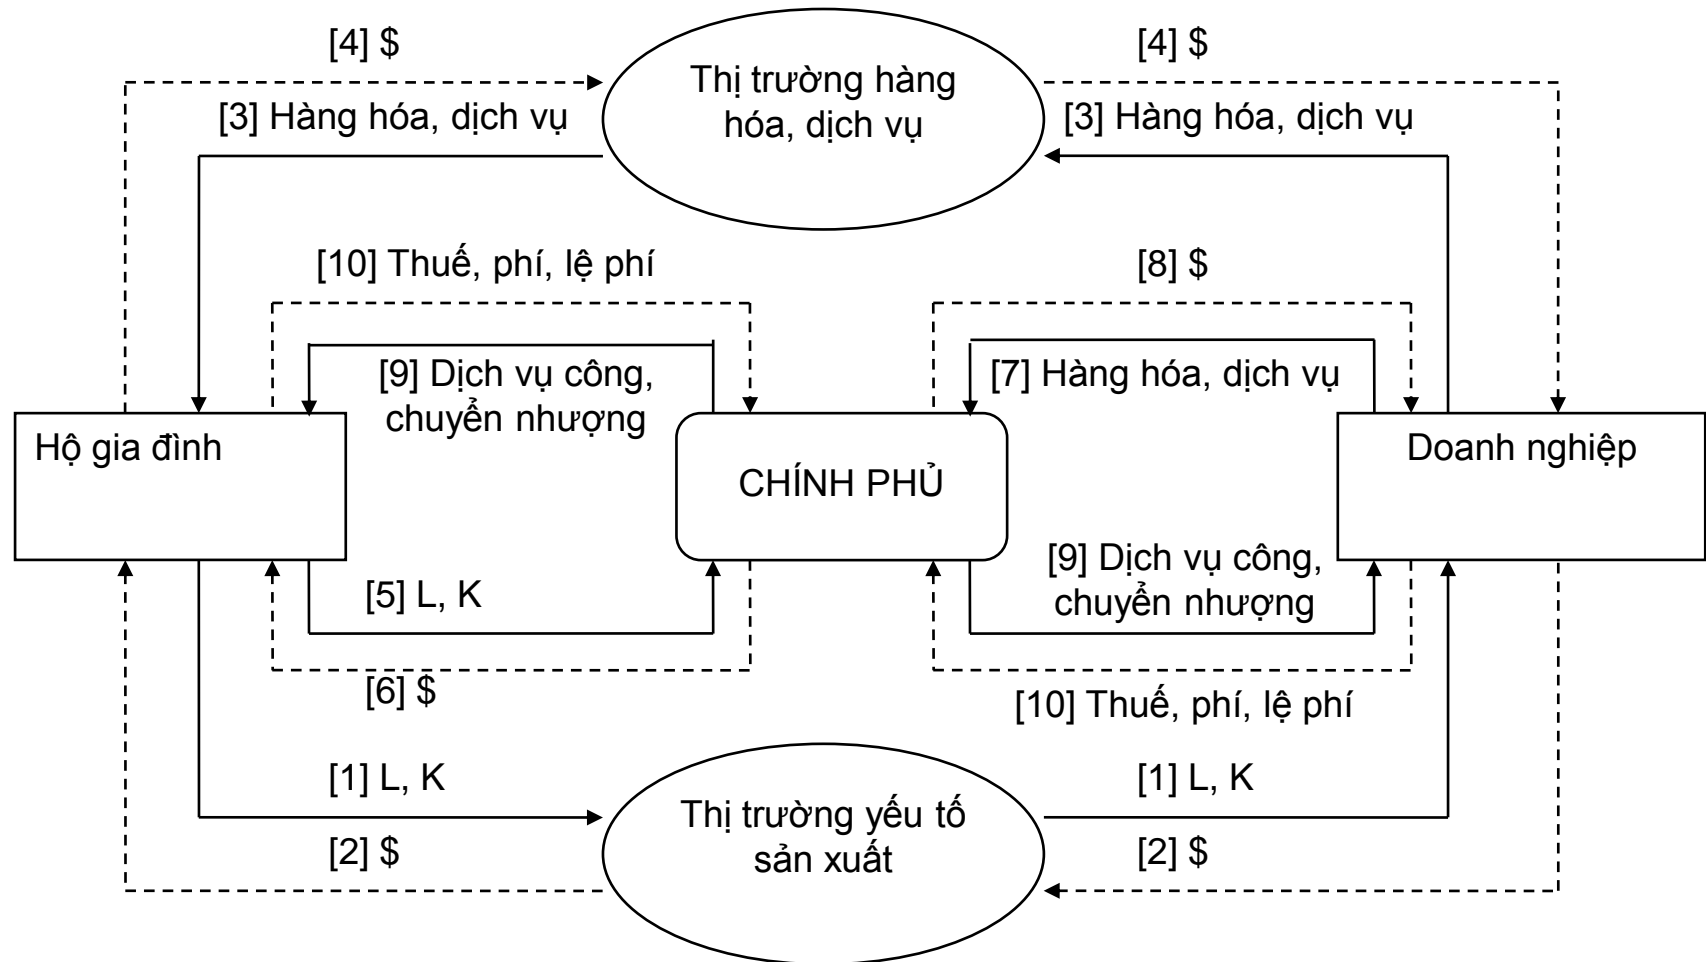 [4] $
[4] $
Thị trường hàng
hóa, dịch vụ
[3] Hàng hóa, dịch vụ
[3] Hàng hóa, dịch vụ
[10] Thuế, phí, lệ phí
[8] $
[9] Dịch vụ công,
chuyển nhượng
[7] Hàng hóa, dịch vụ
Hộ gia đình
CHÍNH PHỦ
Doanh nghiệp
[5] L, K
[9] Dịch vụ công,
chuyển nhượng
[6] $
[10] Thuế, phí, lệ phí
[1] L, K
[1] L, K
Thị trường yếu tố
sản xuất
[2] $
[2] $